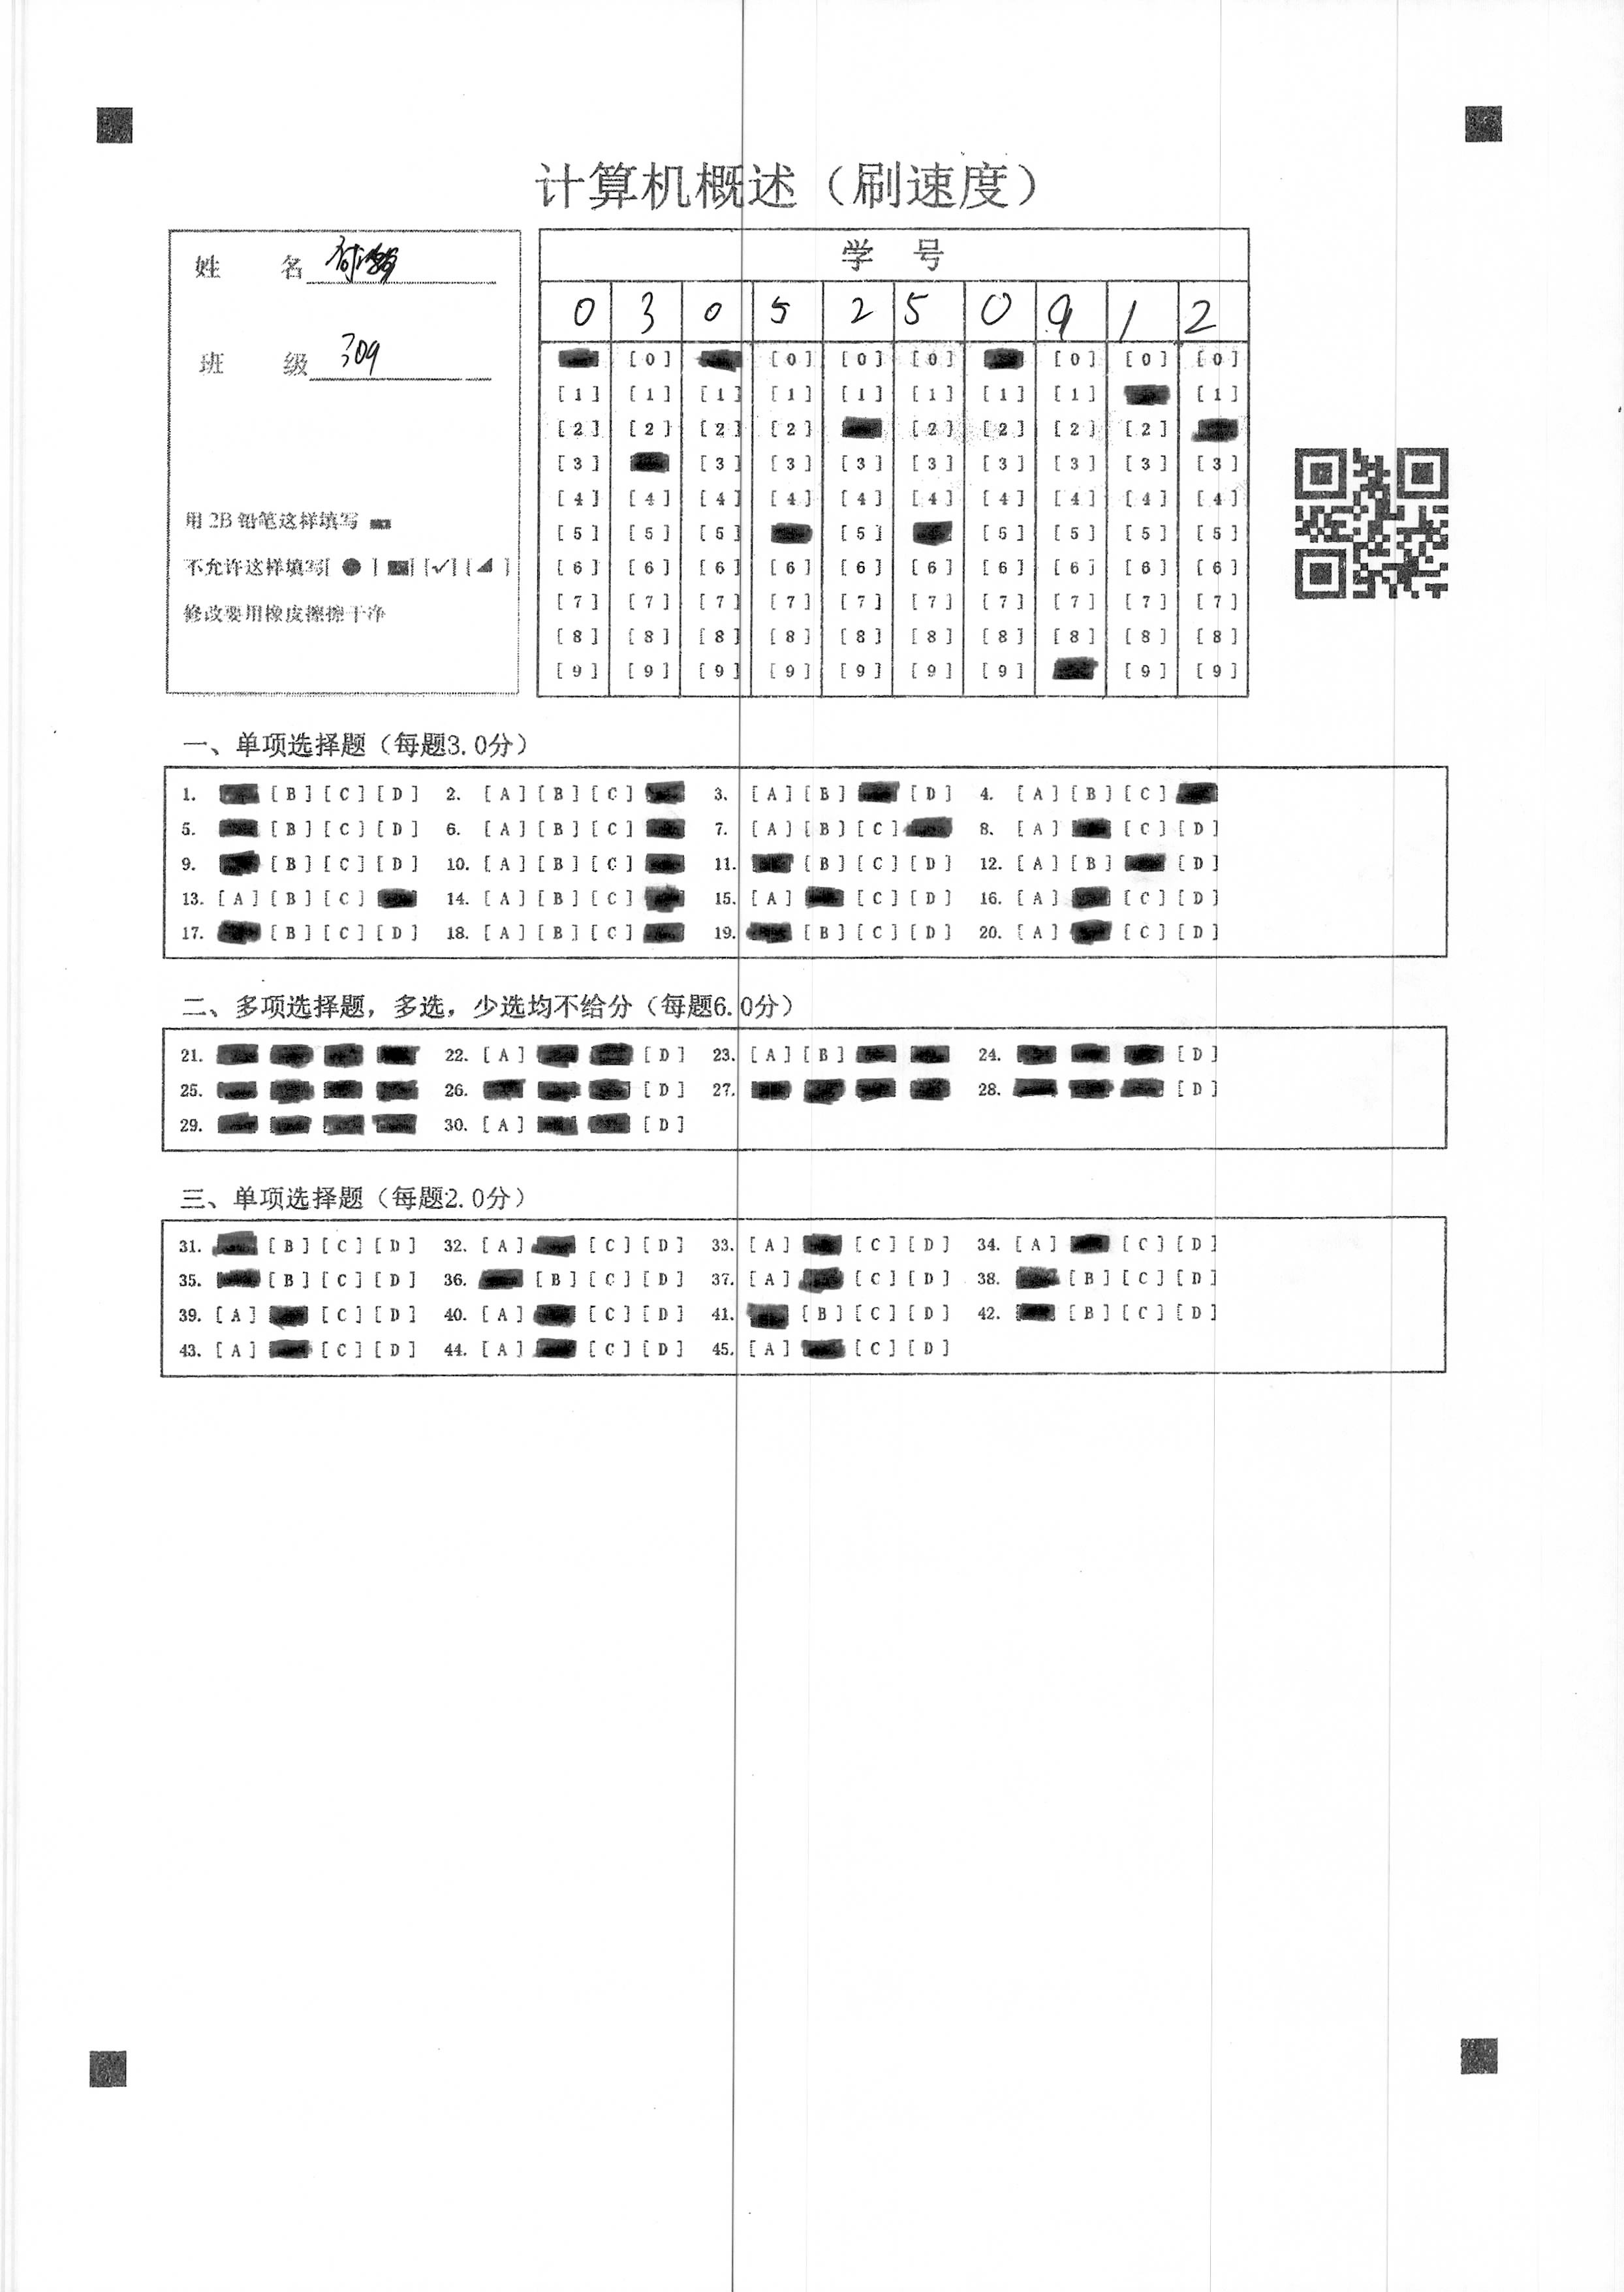 计算机概述（刷速度）
姓 名
班 级 309
用2B铅笔这样填写
不允许这样填写[ ● ] [ ] [✓] [◢ ]
修改要用橡皮擦擦干净
学 号
0 3 0 5 2 5 0 9 1 2
[0] [0] [0] [0] [0] [0] [0]
[1] [1] [1] [1] [1] [1] [1] [1] [1]
[2] [2] [2] [2] [2] [2] [2] [2]
[3] [3] [3] [3] [3] [3] [3] [3] [3]
[4] [4] [4] [4] [4] [4] [4] [4] [4] [4]
[5] [5] [5] [5] [5] [5] [5] [5]
[6] [6] [6] [6] [6] [6] [6] [6] [6] [6]
[7] [7] [7] [7] [7] [7] [7] [7] [7] [7]
[8] [8] [8] [8] [8] [8] [8] [8] [8] [8]
[9] [9] [9] [9] [9] [9] [9] [9] [9]
一、单项选择题（每题3.0分）
1. [B] [C] [D] 2. [A] [B] [C] 3. [A] [B] [D] 4. [A] [B] [C]
5. [B] [C] [D] 6. [A] [B] [C] 7. [A] [B] [C] 8. [A] [C] [D]
9. [B] [C] [D] 10. [A] [B] [C] 11. [B] [C] [D] 12. [A] [B] [D]
13. [A] [B] [C] 14. [A] [B] [C] 15. [A] [C] [D] 16. [A] [C] [D]
17. [B] [C] [D] 18. [A] [B] [C] 19. [B] [C] [D] 20. [A] [C] [D]
二、多项选择题，多选，少选均不给分（每题6.0分）
21. 22. [A] [D] 23. [A] [B] 24. [D]
25. 26. [D] 27. 28. [D]
29. 30. [A] [D]
三、单项选择题（每题2.0分）
31. [B] [C] [D] 32. [A] [C] [D] 33. [A] [C] [D] 34. [A] [C] [D]
35. [B] [C] [D] 36. [B] [C] [D] 37. [A] [C] [D] 38. [B] [C] [D]
39. [A] [C] [D] 40. [A] [C] [D] 41. [B] [C] [D] 42. [B] [C] [D]
43. [A] [C] [D] 44. [A] [C] [D] 45. [A] [C] [D]